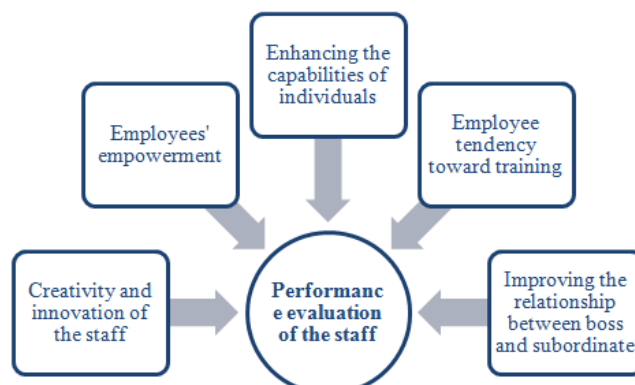 Enhancing the
capabilities of
individuals
Employees'
empowerment
Employee
tendency
toward training
Creativity and
innovation of
the staff
Performanc
e evaluation
of the staff
Improving the
relationship
between boss
and subordinate